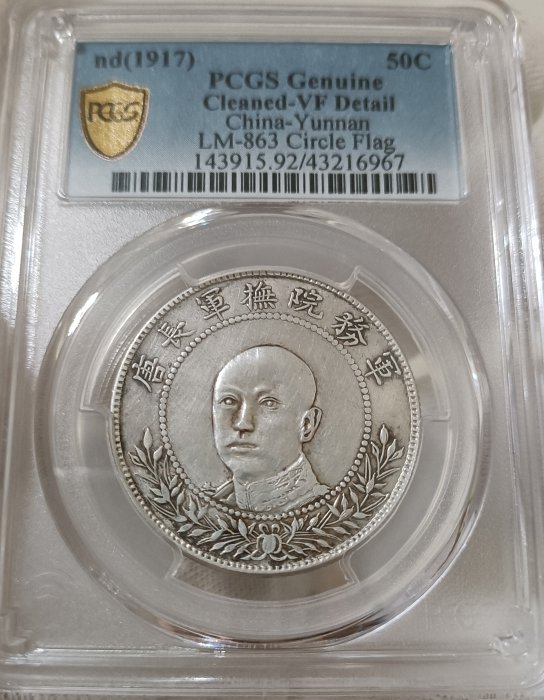 nd(1917) 50C
PCGS Genuine
Cleaned-VF Detail
China-Yunnan
LM-863 Circle Flag
143915.92/43216967
PCGS
軍務院撫軍長唐